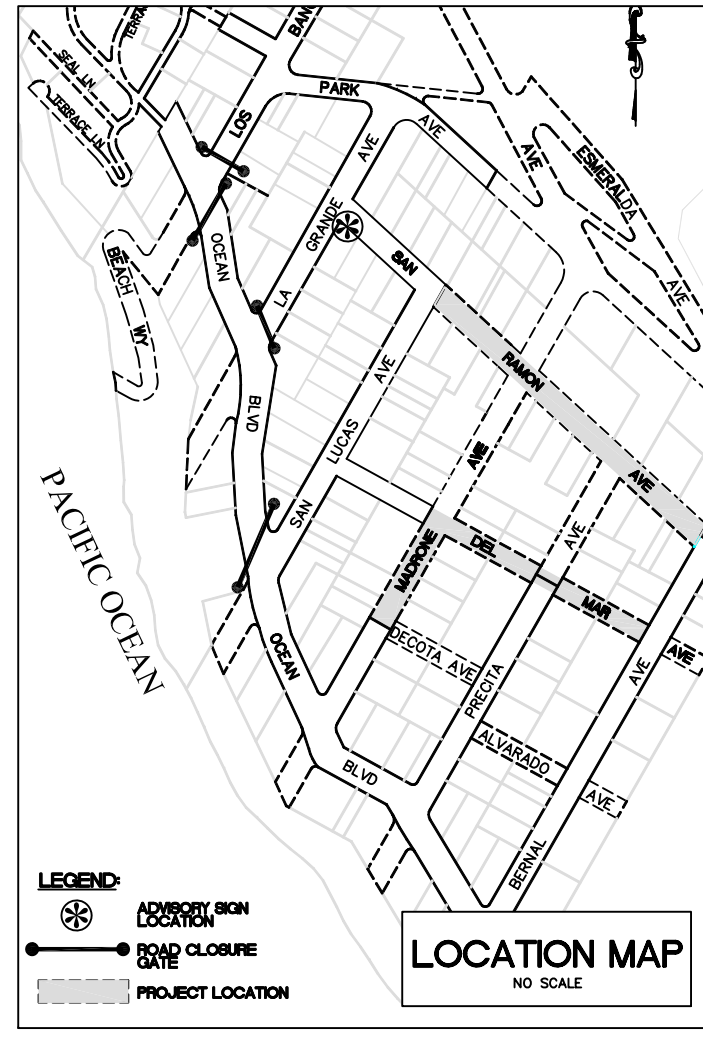 TERRA
BANC
SEAL LN
TERRACE LN
LOS
PARK
AVE
AVE
AVE
ESMERALDA
AVE
BEACH
WY
OCEAN
BLVD
LA
GRANDE
SAN
RAMON
AVE
AVE
LUCAS
SAN
AVE
MADRONE
DEL
MAR
AVE
AVE
PACIFIC OCEAN
DECOTA AVE
PRECITA
AVE
OCEAN
BLVD
ALVARADO
AVE
BERNAL
LEGEND:
ADVISORY SIGN
LOCATION
ROAD CLOSURE
GATE
PROJECT LOCATION
LOCATION MAP
NO SCALE